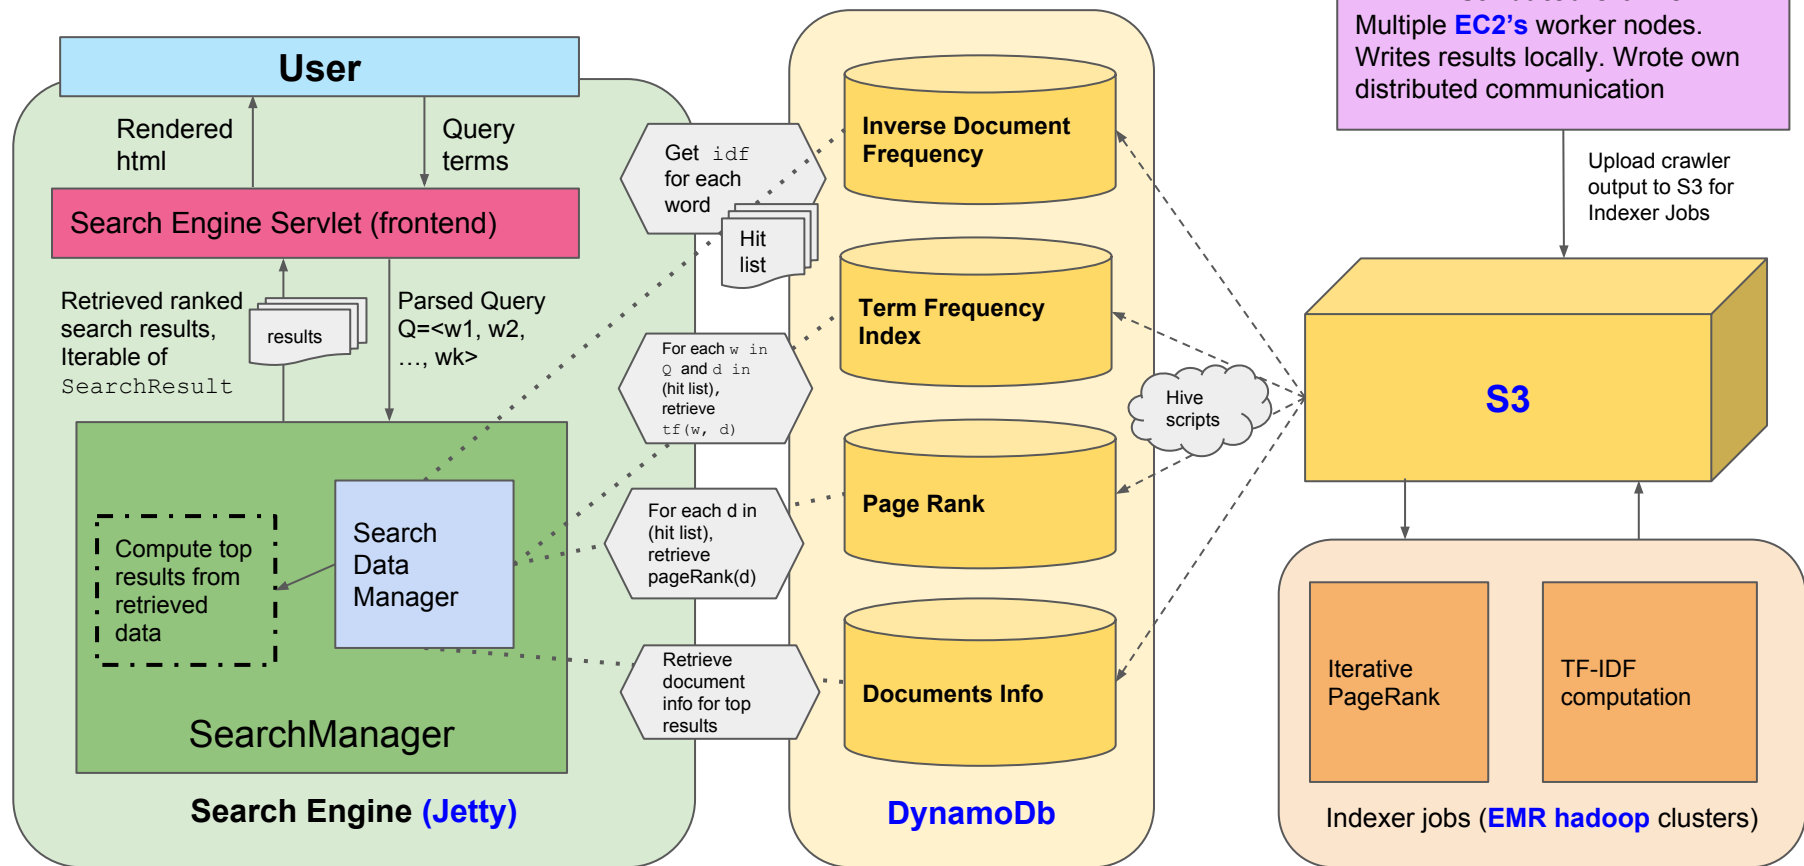 User
Rendered
html
Query
terms
Search Engine Servlet (frontend)
Retrieved ranked
search results,
Iterable of
SearchResult
results
Parsed Query
Q=<w1, w2,
…, wk>
Compute top
results from
retrieved
data
Search
Data
Manager
SearchManager
Search Engine (Jetty)
Get idf
for each
word
Hit
list
For each w in
Q and d in
(hit list),
retrieve
tf(w, d)
For each d in
(hit list),
retrieve
pageRank(d)
Retrieve
document
info for top
results
Inverse Document
Frequency
Term Frequency
Index
Page Rank
Documents Info
DynamoDb
Hive
scripts
Multiple EC2's worker nodes.
Writes results locally. Wrote own
distributed communication
Upload crawler
output to S3 for
Indexer Jobs
S3
Iterative
PageRank
TF-IDF
computation
Indexer jobs (EMR hadoop clusters)